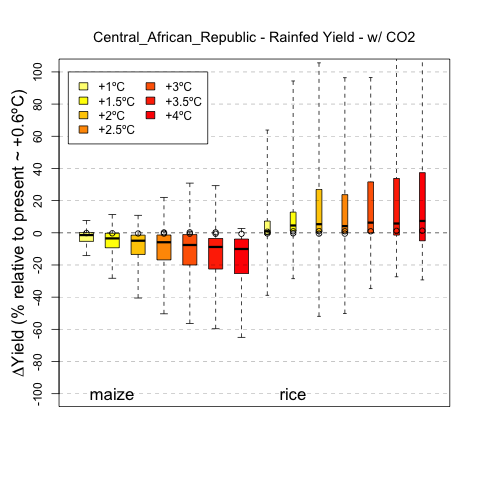 Central_African_Republic - Rainfed Yield - w/ CO2
ΔYield (% relative to present ~ +0.6ºC)
100
80
60
40
20
0
-20
-40
-60
-80
-100
+1ºC
+1.5ºC
+2ºC
+2.5ºC
+3ºC
+3.5ºC
+4ºC
maize
rice